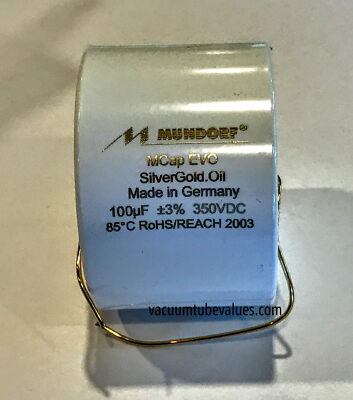 MUNDORF®
MCap EVO
SilverGold.Oil
Made in Germany
100µF ±3% 350VDC
85°C RoHS/REACH 2003
vacuumtubevalues.com